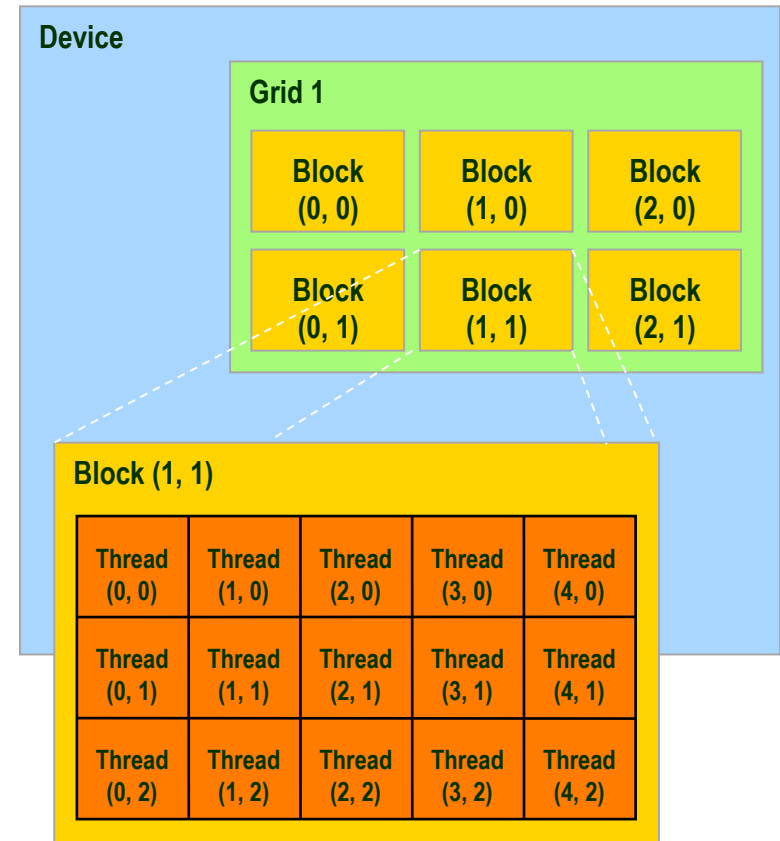 Device
Grid 1
Block
(0, 0)
Block
(1, 0)
Block
(2, 0)
Block
(0, 1)
Block
(1, 1)
Block
(2, 1)
Block (1, 1)
Thread
(0, 0)
Thread
(1, 0)
Thread
(2, 0)
Thread
(3, 0)
Thread
(4, 0)
Thread
(0, 1)
Thread
(1, 1)
Thread
(2, 1)
Thread
(3, 1)
Thread
(4, 1)
Thread
(0, 2)
Thread
(1, 2)
Thread
(2, 2)
Thread
(3, 2)
Thread
(4, 2)